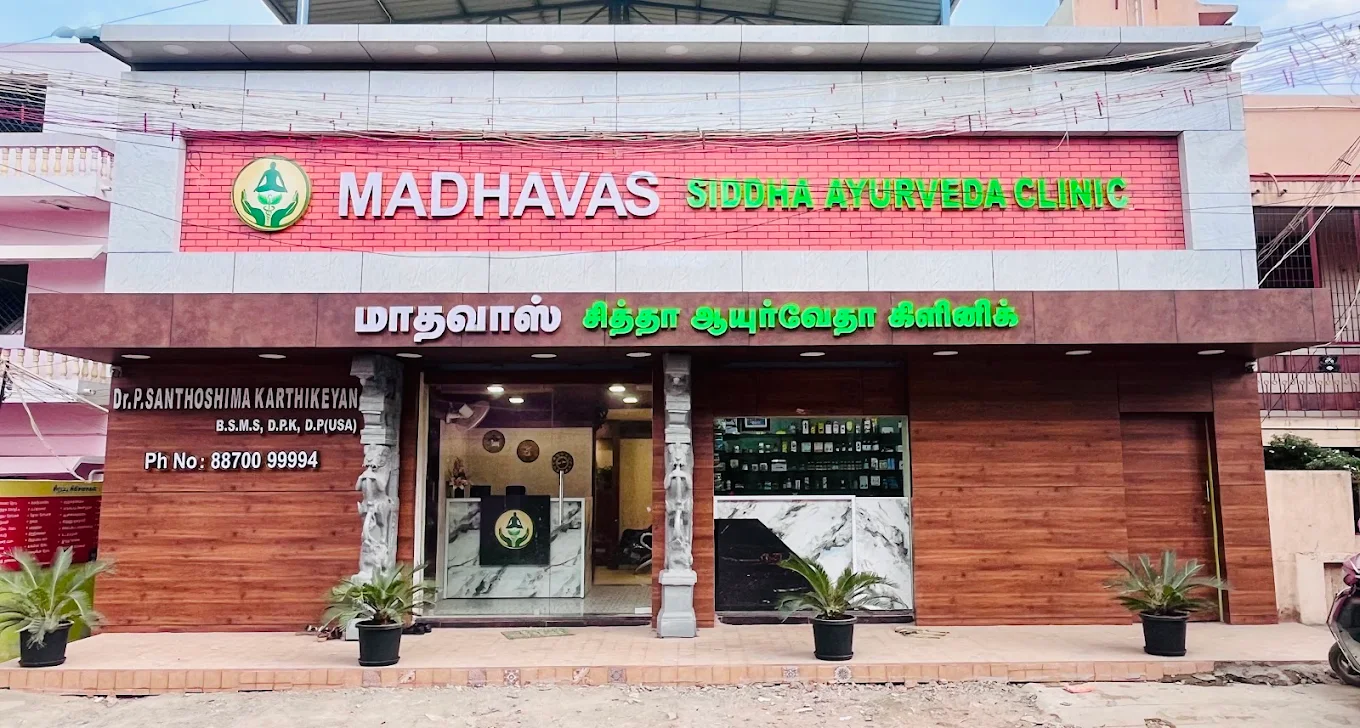 MADHAVAS SIDDHA AYURVEDA CLINIC
மாதவாஸ் சித்தா ஆயுர்வேதா கிளினிக்
Dr.P.SANTHOSHIMA KARTHIKEYAN
B.S.M.S, D.P.K, D.P(USA)
Ph No: 88700 99994